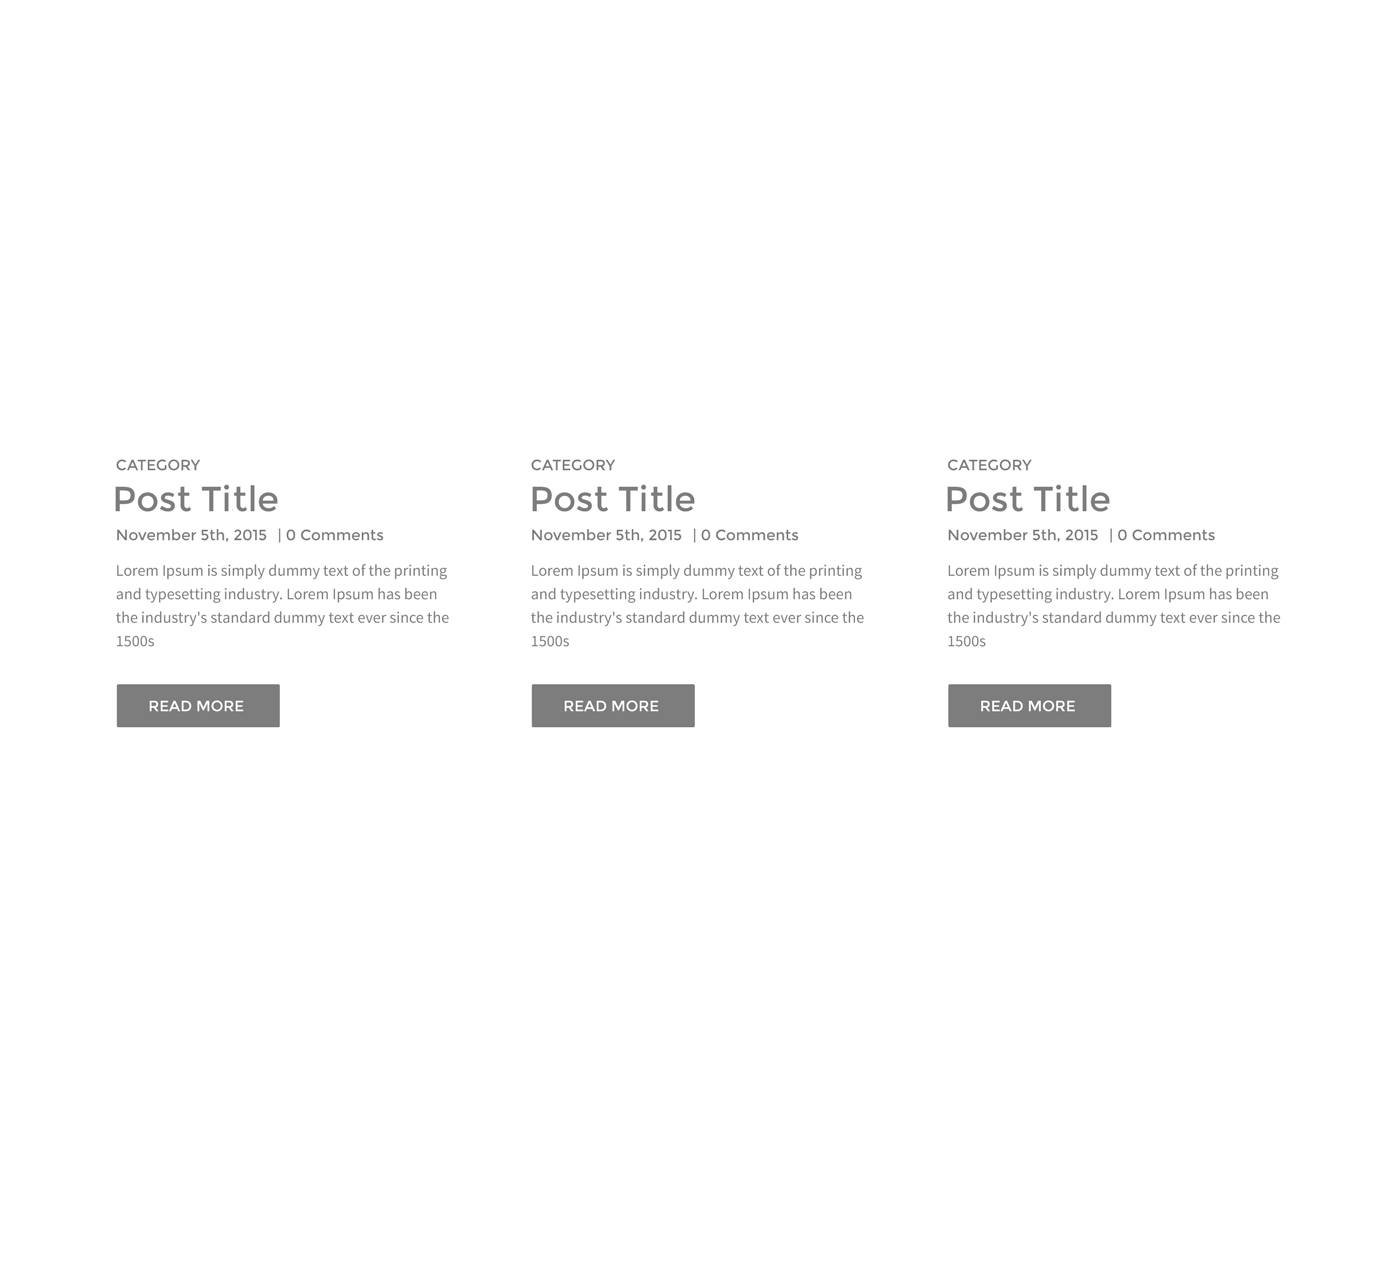 CATEGORY
Post Title
November 5th, 2015 | 0 Comments
Lorem Ipsum is simply dummy text of the printing
and typesetting industry. Lorem Ipsum has been
the industry's standard dummy text ever since the
1500s
READ MORE
CATEGORY
Post Title
November 5th, 2015 | 0 Comments
Lorem Ipsum is simply dummy text of the printing
and typesetting industry. Lorem Ipsum has been
the industry's standard dummy text ever since the
1500s
READ MORE
CATEGORY
Post Title
November 5th, 2015 | 0 Comments
Lorem Ipsum is simply dummy text of the printing
and typesetting industry. Lorem Ipsum has been
the industry's standard dummy text ever since the
1500s
READ MORE